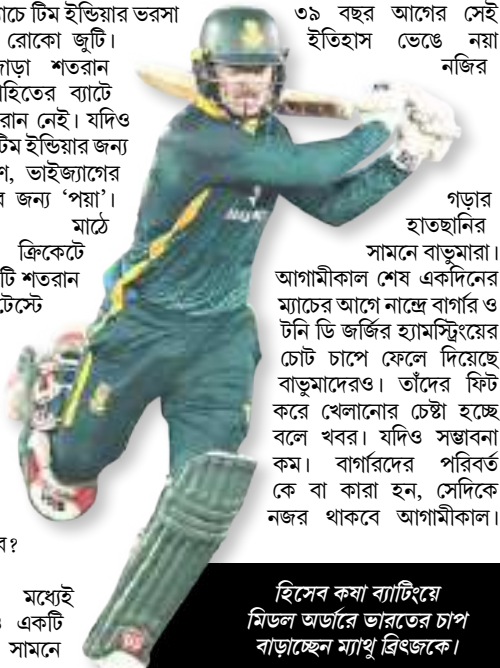 াচে টিম ইন্ডিয়ার ভরসা
রোকো জুটি।
জোড়া শতরান
রোহিতের ব্যাটে
রান নেই। যদিও
টিম ইন্ডিয়ার জন্য
ণ, ভাইজ্যাগের
র জন্য ‘পয়া’।
মাঠে
ক্রিকেটে
টি শতরান
টেস্টে
ব?
মধ্যেই
একটি
সামনে
৩৯ বছর আগের সেই
ইতিহাস ভেঙে নয়া
নজির
গড়ার
হাতছানির
সামনে বাভুমারা।
আগামীকাল শেষ একদিনের
ম্যাচের আগে নান্দ্রে বার্গার ও
টনি ডি জর্জির হ্যামস্ট্রিংয়ের
চোট চাপে ফেলে দিয়েছে
বাভুমাদেরও। তাঁদের ফিট
করে খেলানোর চেষ্টা হচ্ছে
বলে খবর। যদিও সম্ভাবনা
কম। বার্গারদের পরিবর্ত
কে বা কারা হন, সেদিকে
নজর থাকবে আগামীকাল।
হিসেব কষা ব্যাটিংয়ে
মিডল অর্ডারে ভারতের চাপ
বাড়াচ্ছেন ম্যাথু ব্রিৎজকে।